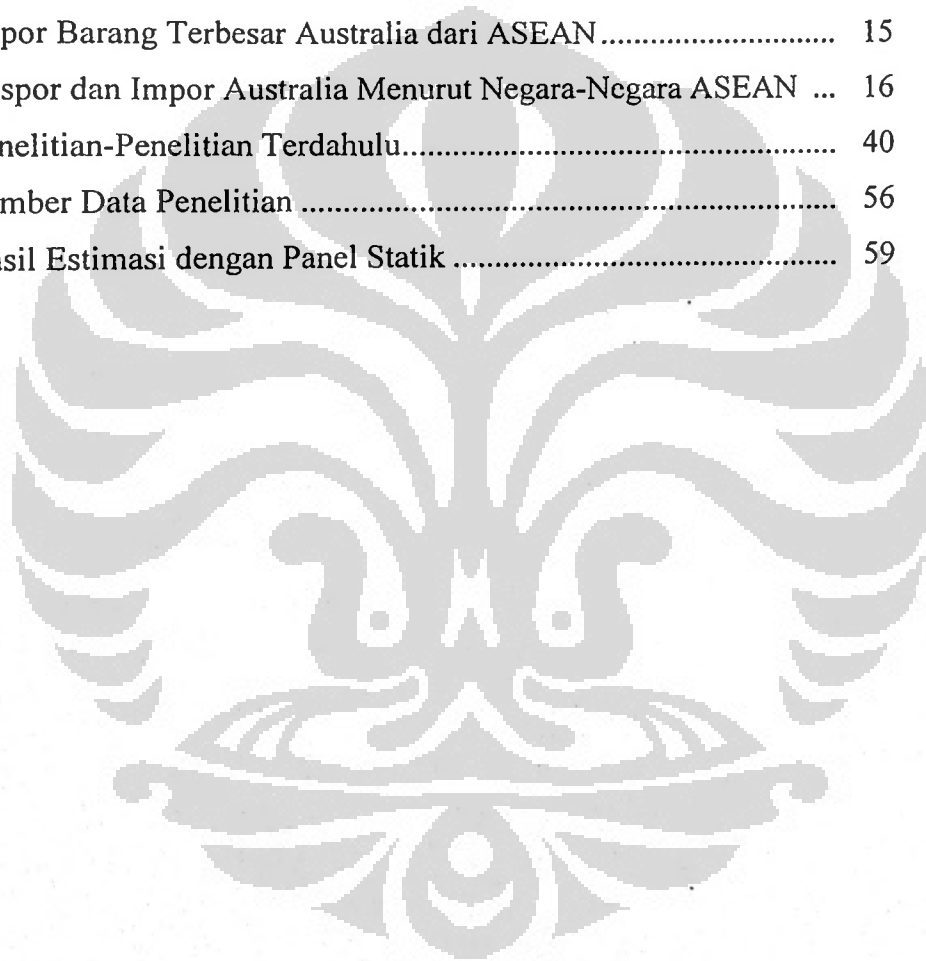 por Barang Terbesar Australia dari ASEAN............................ 15
spor dan Impor Australia Menurut Negara-Negara ASEAN ... 16
nelitian-Penelitian Terdahulu..................................................... 40
mber Data Penelitian ................................................................. 56
asil Estimasi dengan Panel Statik .............................................. 59